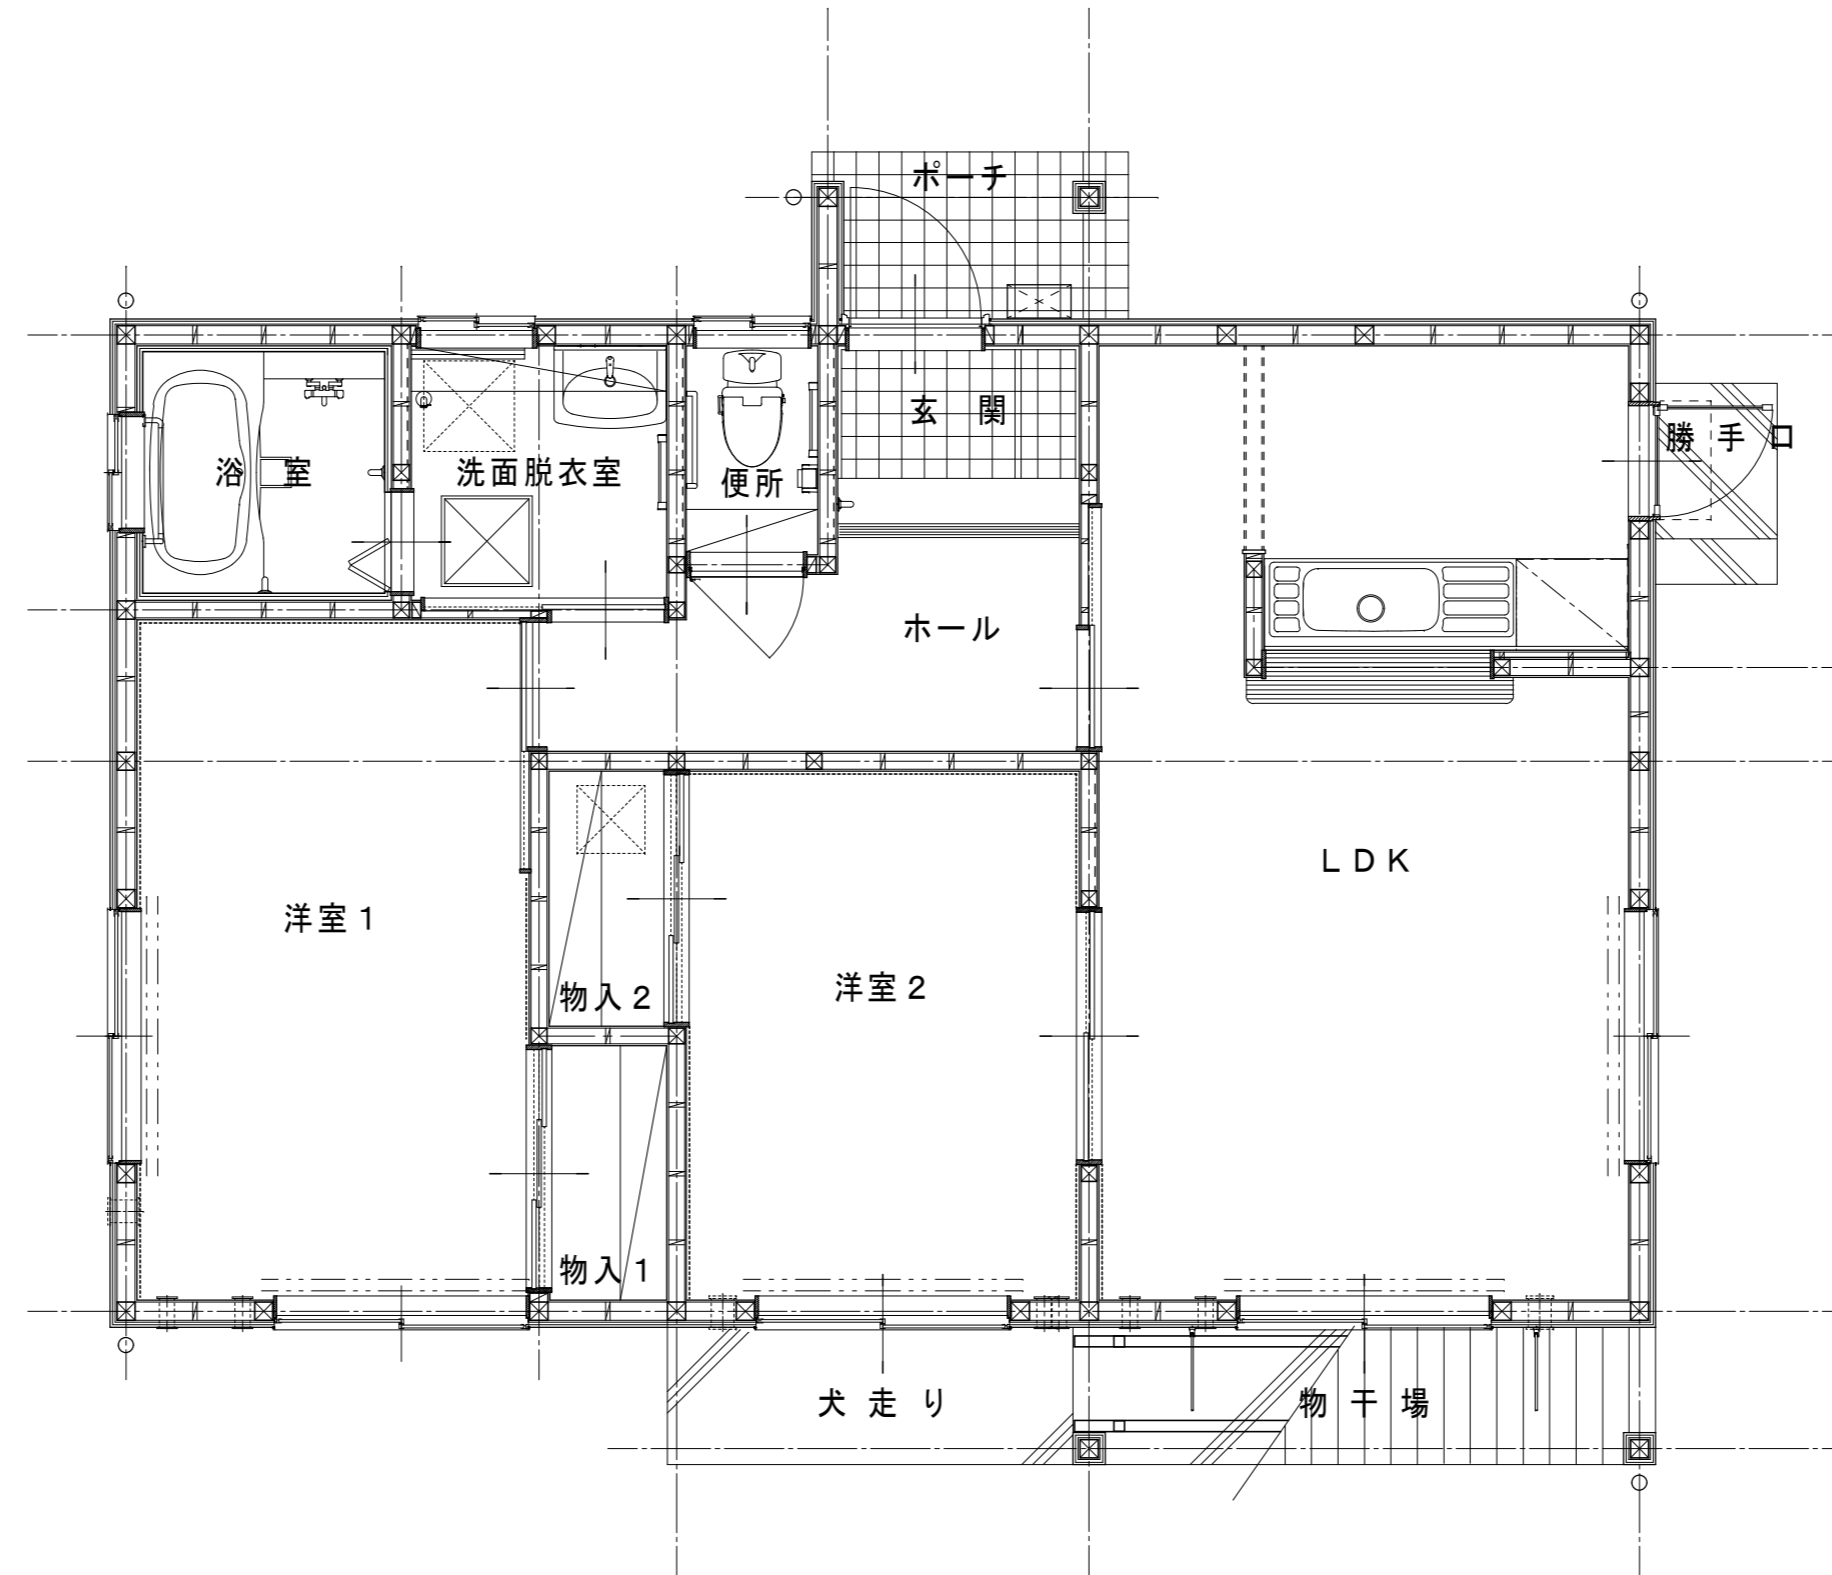 ポーチ
玄関
勝手口
浴室
洗面脱衣室
便所
ホール
LDK
洋室1
物入2
洋室2
物入1
犬走り
物干場